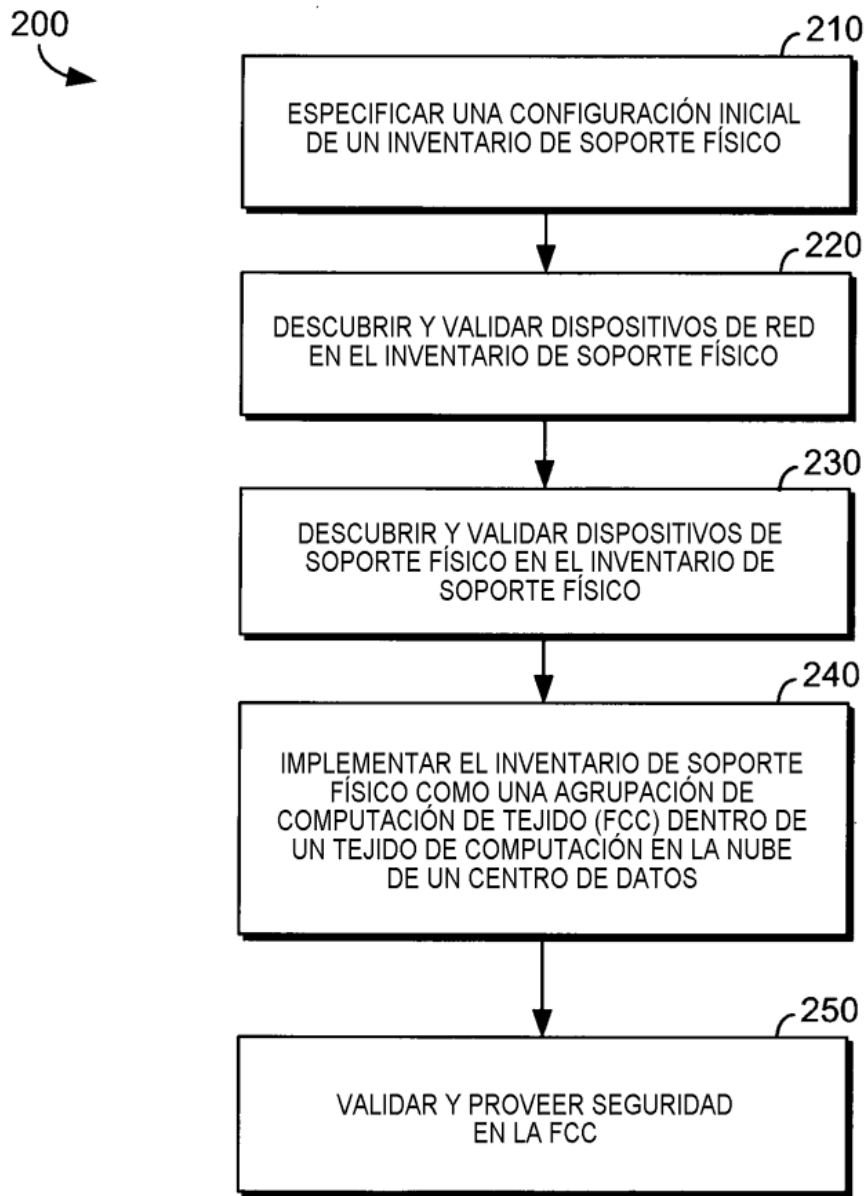 200
210
ESPECIFICAR UNA CONFIGURACIÓN INICIAL
DE UN INVENTARIO DE SOPORTE FÍSICO
220
DESCUBRIR Y VALIDAR DISPOSITIVOS DE RED
EN EL INVENTARIO DE SOPORTE FÍSICO
230
DESCUBRIR Y VALIDAR DISPOSITIVOS DE
SOPORTE FÍSICO EN EL INVENTARIO DE
SOPORTE FÍSICO
240
IMPLEMENTAR EL INVENTARIO DE SOPORTE
FÍSICO COMO UNA AGRUPACIÓN DE
COMPUTACIÓN DE TEJIDO (FCC) DENTRO DE
UN TEJIDO DE COMPUTACIÓN EN LA NUBE
DE UN CENTRO DE DATOS
250
VALIDAR Y PROVEER SEGURIDAD
EN LA FCC